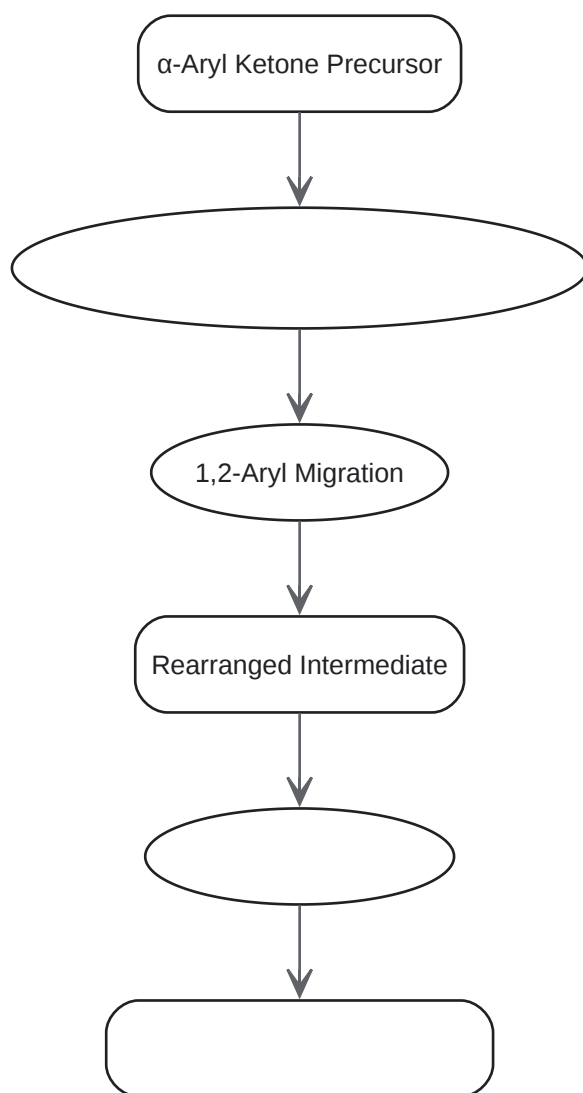 α-Aryl Ketone Precursor
1,2-Aryl Migration
Rearranged Intermediate